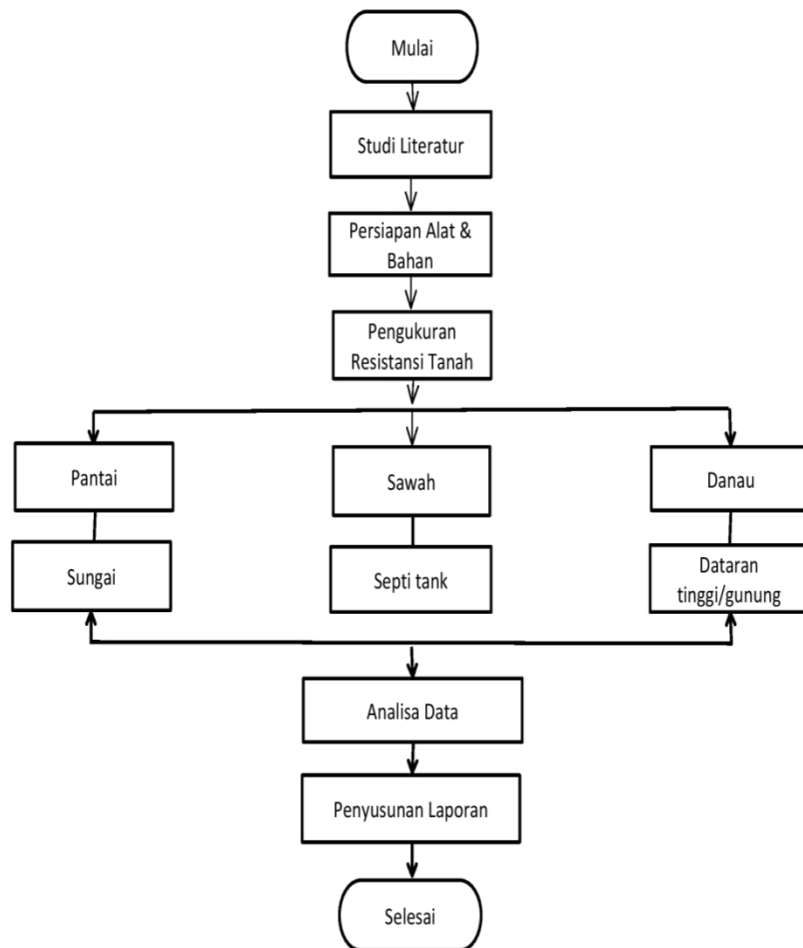 Mulai
Studi Literatur
Persiapan Alat &
Bahan
Pengukuran
Resistansi Tanah
Pantai
Sawah
Danau
Sungai
Septi tank
Dataran
tinggi/gunung
Analisa Data
Penyusunan Laporan
Selesai